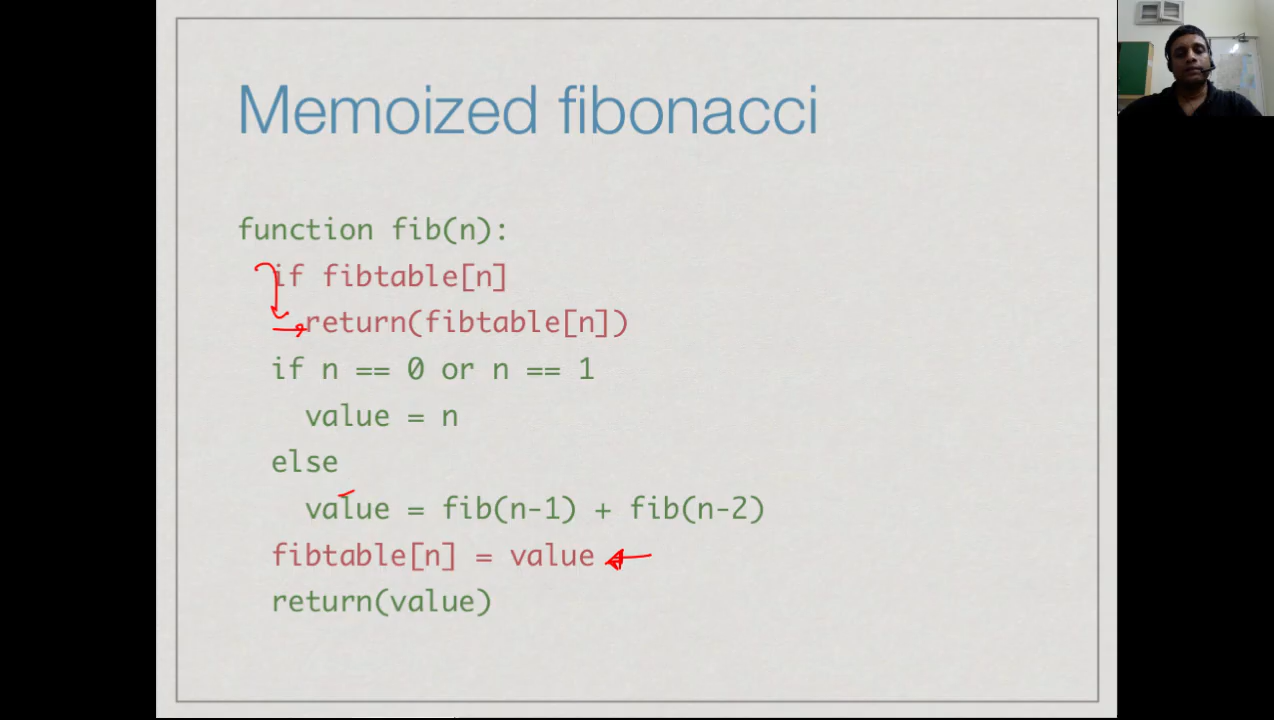 Memoized fibonacci
function fib(n):
if fibtable[n]
return(fibtable[n])
if n == 0 or n == 1
value = n
else
value = fib(n-1) + fib(n-2)
fibtable[n] = value
return(value)